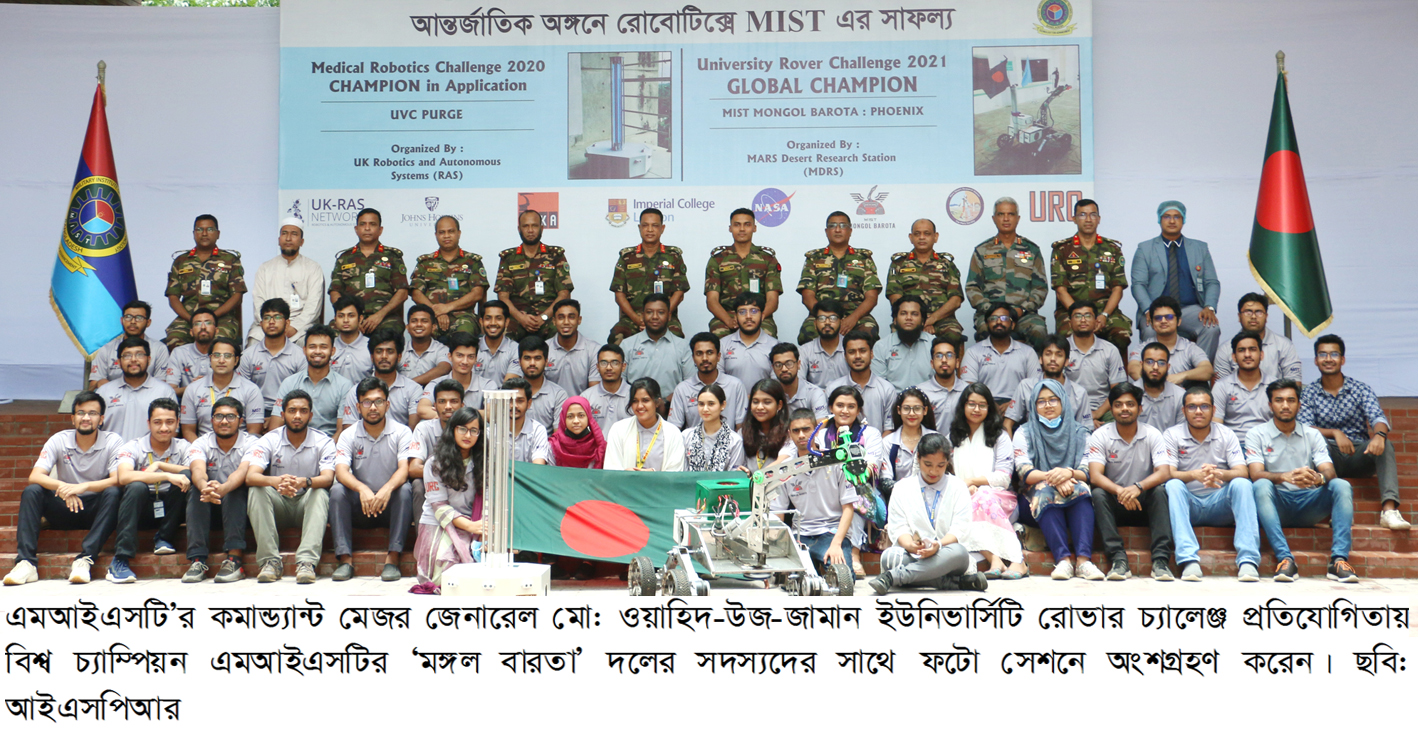 আন্তর্জাতিক অঙ্গনে রোবোটিক্সে MIST এর সাফল্য
Medical Robotics Challenge 2020
CHAMPION in Application
UVC PURGE
Organized By :
UK Robotics and Autonomous
Systems (RAS)
University Rover Challenge 2021
GLOBAL CHAMPION
MIST MONGOL BAROTA : PHOENIX
Organized By :
MARS Desert Research Station
(MDRS)
UK-RAS
NETWORK
JOHNS HOPKINS
Imperial College
London
NASA
MIST
MONGOL BAROTA
URC
এমআইএসটি’র কমান্ড্যান্ট মেজর জেনারেল মো: ওয়াহিদ-উজ-জামান ইউনিভার্সিটি রোভার চ্যালেঞ্জ প্রতিযোগিতায়
বিশ্ব চ্যাম্পিয়ন এমআইএসটির ‘মঙ্গল বারতা’ দলের সদস্যদের সাথে ফটো সেশনে অংশগ্রহণ করেন। ছবি:
আইএসপিআর